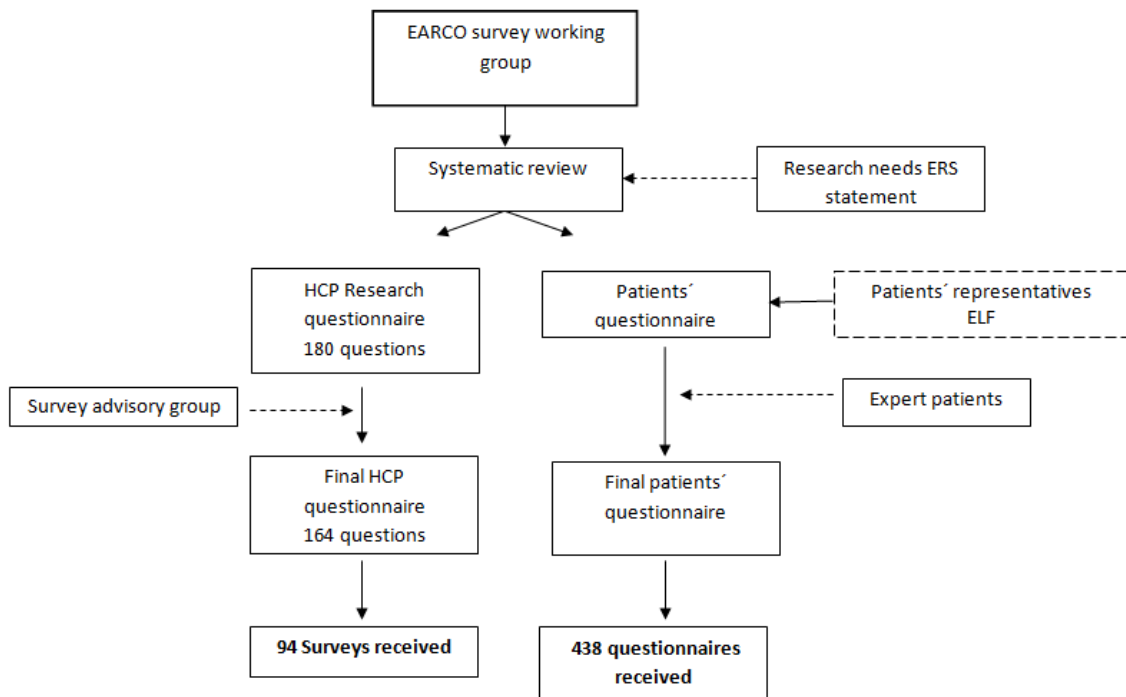 EARCO survey working
group
Systematic review
Research needs ERS
statement
HCP Research
questionnaire
180 questions
Patients´
questionnaire
Patients´ representatives
ELF
Survey advisory group
Expert patients
Final HCP
questionnaire
164 questions
Final patients´
questionnaire
94 Surveys received
438 questionnaires
received